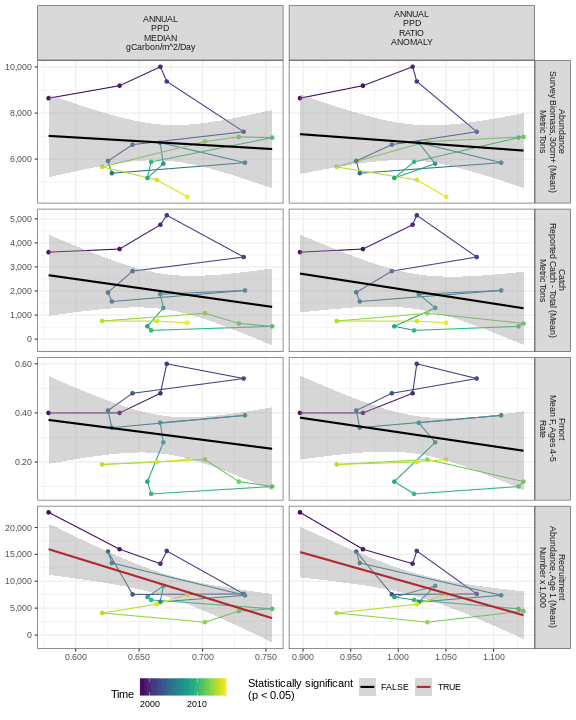 ANNUAL
PPD
MEDIAN
gCarbon/m^2/Day
ANNUAL
PPD
RATIO
ANOMALY
10,000
8,000
6,000
Abundance
Survey Biomass, 30cm+ (Mean)
Metric Tons
5,000
4,000
3,000
2,000
1,000
0
Catch
Reported Catch - Total (Mean)
Metric Tons
0.60
0.40
0.20
Fmort
Mean F, Ages 4-5
Rate
20,000
15,000
10,000
5,000
0
Recruitment
Abundance, Age 1 (Mean)
Number x 1,000
0.600
0.650
0.700
0.750
0.900
0.950
1.000
1.050
1.100
Time
2000
2010
Statistically significant
(p < 0.05)
FALSE
TRUE